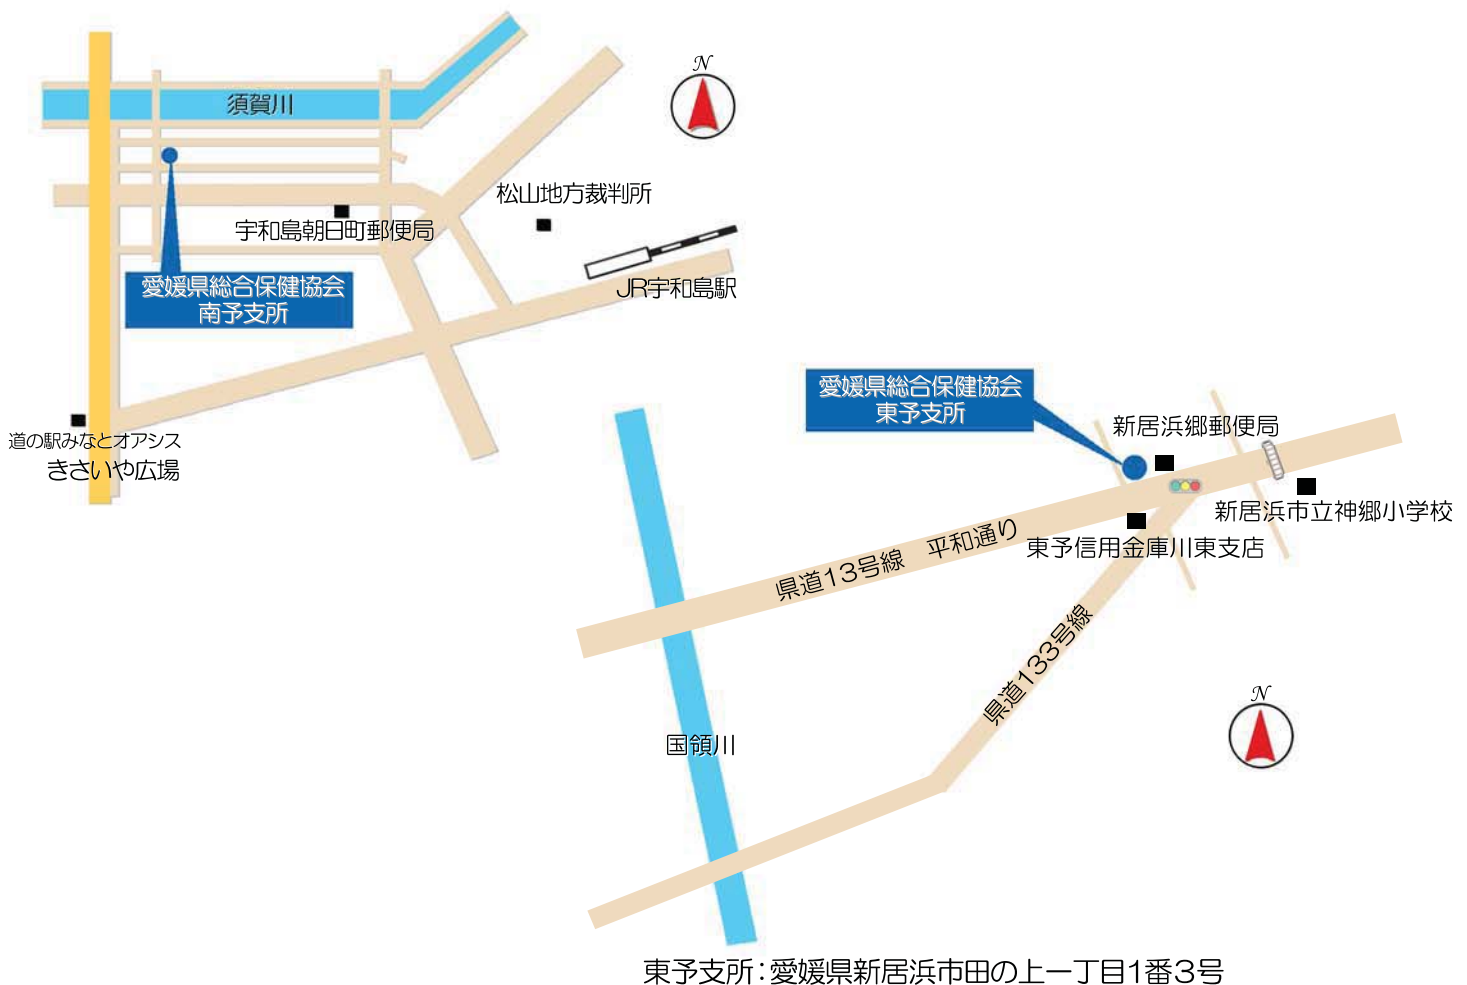 N
須賀川
松山地方裁判所
宇和島朝日町郵便局
愛媛県総合保健協会
南予支所
JR宇和島駅
道の駅みなとオアシス
きさいや広場
愛媛県総合保健協会
東予支所
新居浜郷郵便局
新居浜市立神郷小学校
東予信用金庫川東支店
県道13号線　平和通り
県道133号線
国領川
N
東予支所：愛媛県新居浜市田の上一丁目1番3号